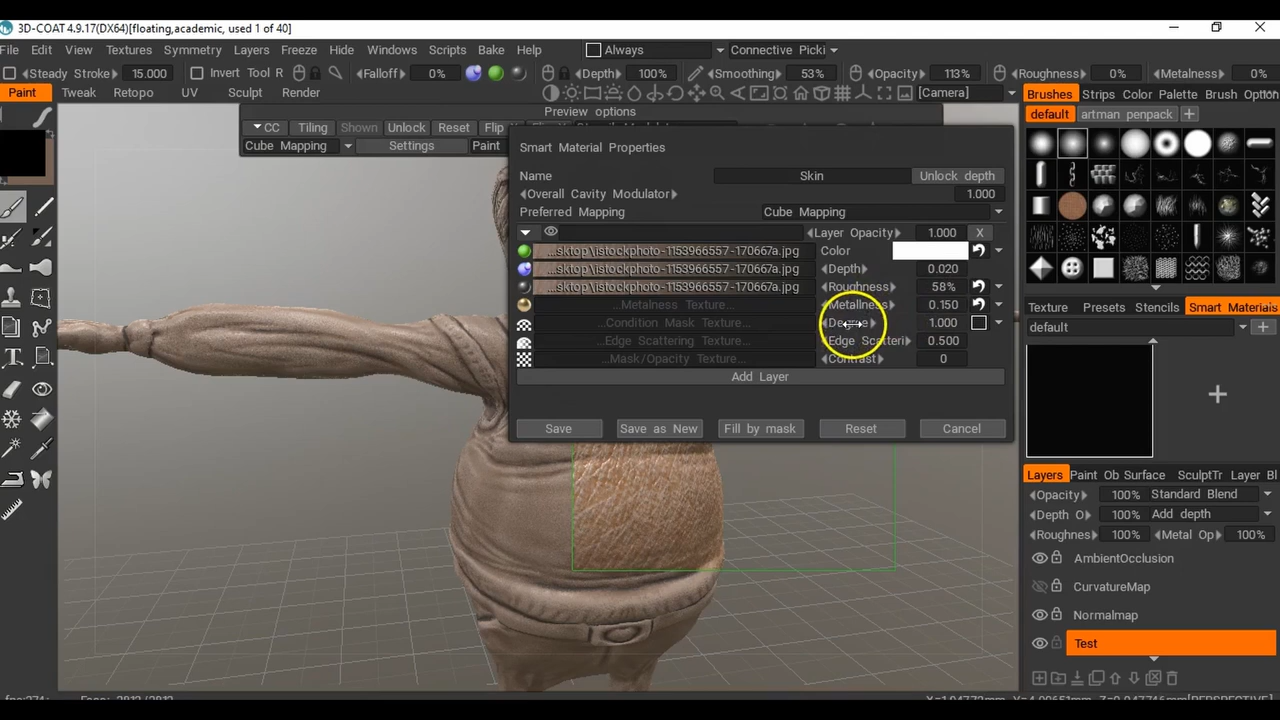 3D-COAT 4.9.17(DX64)[floating,academic, used 1 of 40]
File Edit View Textures Symmetry Layers Freeze Hide Windows Scripts Bake Help Always Connective Picki
Steady Stroke 15.000 Invert Tool R Falloff 0% Depth 100% Smoothing 53% Opacity 113% Roughness 0% Metalness 0%
Paint Tweak Retopo UV Sculpt Render [Camera] Brushes Strips Color Palette Brush Option
Preview options
default artman penpack
CC Tiling Shown Unlock Reset Flip
Cube Mapping Settings Paint
Smart Material Properties
Name Skin Unlock depth
Overall Cavity Modulator 1.000
Preferred Mapping Cube Mapping
Layer Opacity 1.000 X
...sktop\istockphoto-1153966557-170667a.jpg Color
...sktop\istockphoto-1153966557-170667a.jpg Depth 0.020
...sktop\istockphoto-1153966557-170667a.jpg Roughness 58%
...Metalness Texture... Metallness 0.150
...Condition Mask Texture... 1.000
...Edge Scattering Texture... Edge Scatteri 0.500
...Mask/Opacity Texture... Contrast 0
Add Layer
Save Save as New Fill by mask Reset Cancel
Texture Presets Stencils Smart Materials
default
Layers Paint Ob Surface SculptTr Layer Bl
Opacity 100% Standard Blend
Depth O 100% Add depth
Roughnes 100% Metal Op 100%
AmbientOcclusion
CurvatureMap
Normalmap
Test